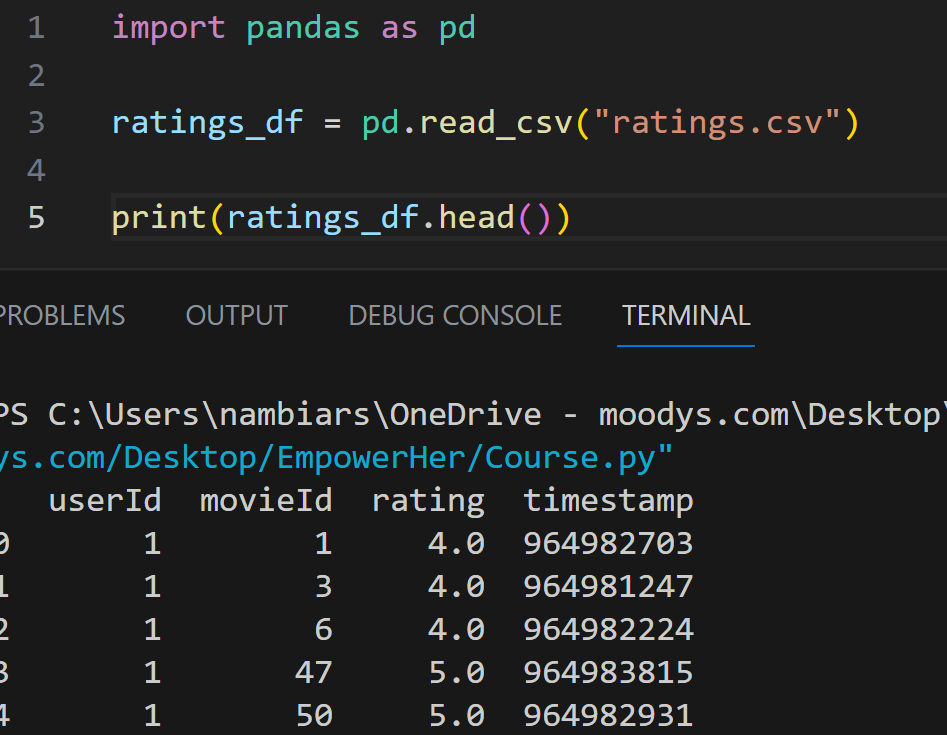 1 import pandas as pd
2
3 ratings_df = pd.read_csv("ratings.csv")
4
5 print(ratings_df.head())
PROBLEMS OUTPUT DEBUG CONSOLE TERMINAL
PS C:\Users\nambiars\OneDrive - moodys.com\Desktop\
ys.com/Desktop/EmpowerHer/Course.py"
userId movieId rating timestamp
0 1 1 4.0 964982703
1 1 3 4.0 964981247
2 1 6 4.0 964982224
3 1 47 5.0 964983815
4 1 50 5.0 964982931